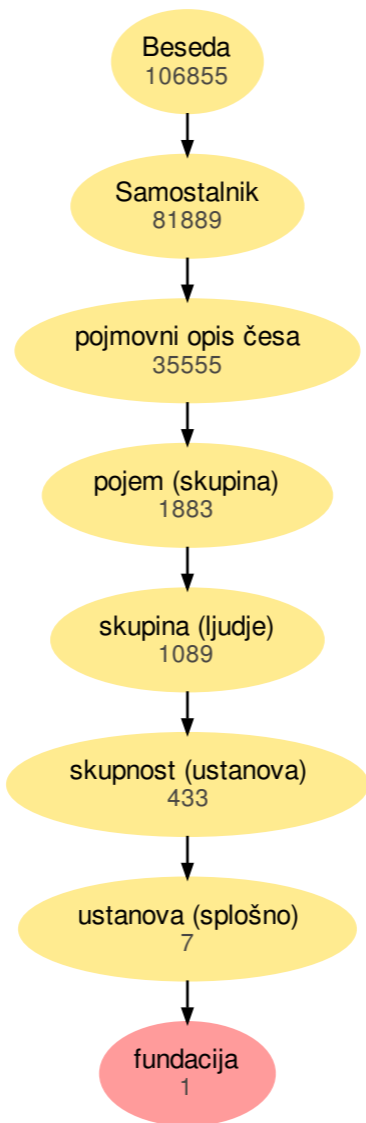 Beseda
106855
Samostalnik
81889
pojmovni opis česa
35555
pojem (skupina)
1883
skupina (ljudje)
1089
skupnost (ustanova)
433
ustanova (splošno)
7
fundacija
1